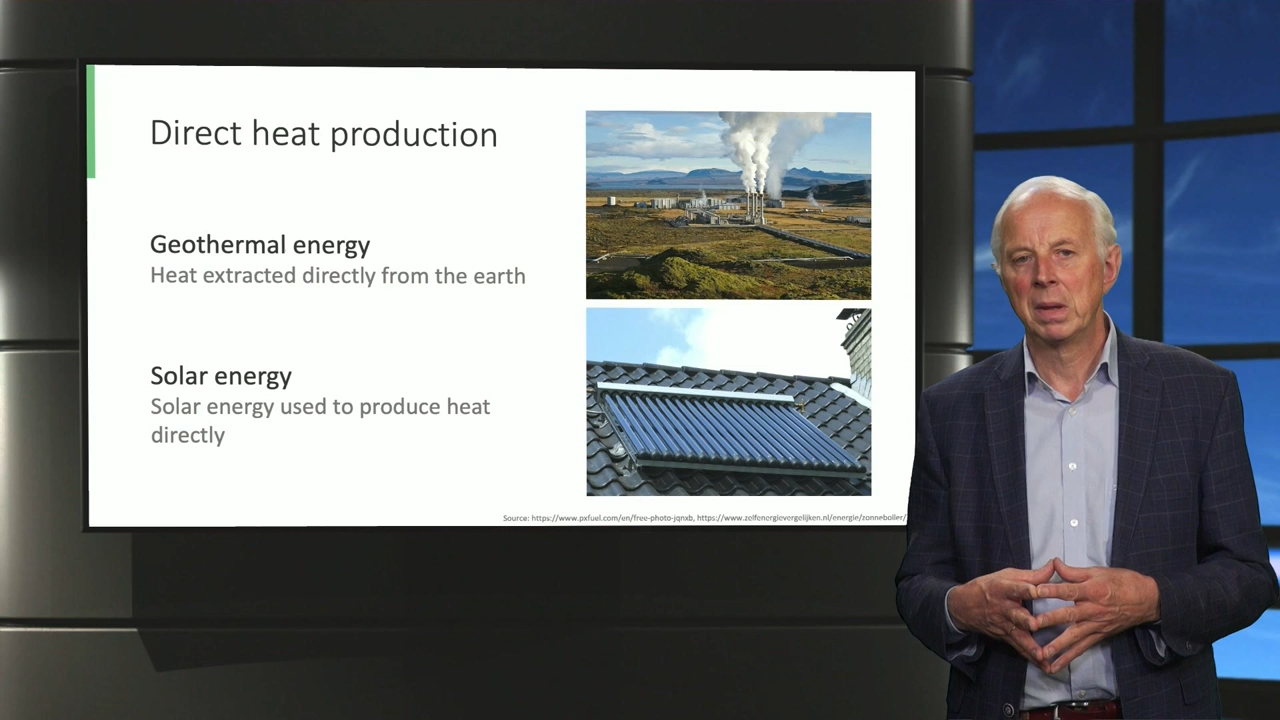 Direct heat production
Geothermal energy
Heat extracted directly from the earth
Solar energy
Solar energy used to produce heat
directly
Source: https://www.pxfuel.com/en/free-photo-jqnxb, https://www.zelfenergievergelijken.nl/energie/zonneboiler/